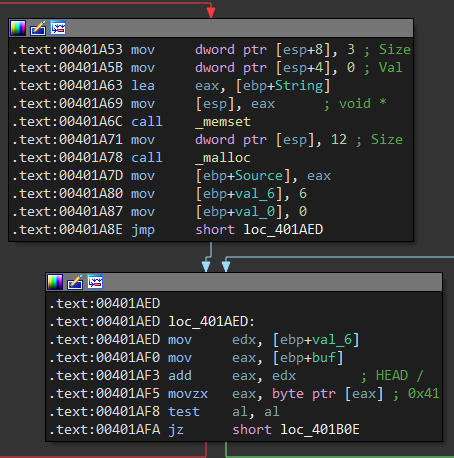 .text:00401A53 mov dword ptr [esp+8], 3 ; Size
.text:00401A5B mov dword ptr [esp+4], 0 ; Val
.text:00401A63 lea eax, [ebp+String]
.text:00401A69 mov [esp], eax ; void *
.text:00401A6C call _memset
.text:00401A71 mov dword ptr [esp], 12 ; Size
.text:00401A78 call _malloc
.text:00401A7D mov [ebp+Source], eax
.text:00401A80 mov [ebp+val_6], 6
.text:00401A87 mov [ebp+val_0], 0
.text:00401A8E jmp short loc_401AED
.text:00401AED
.text:00401AED loc_401AED:
.text:00401AED mov edx, [ebp+val_6]
.text:00401AF0 mov eax, [ebp+buf]
.text:00401AF3 add eax, edx ; HEAD /
.text:00401AF5 movzx eax, byte ptr [eax] ; 0x41
.text:00401AF8 test al, al
.text:00401AFA jz short loc_401B0E